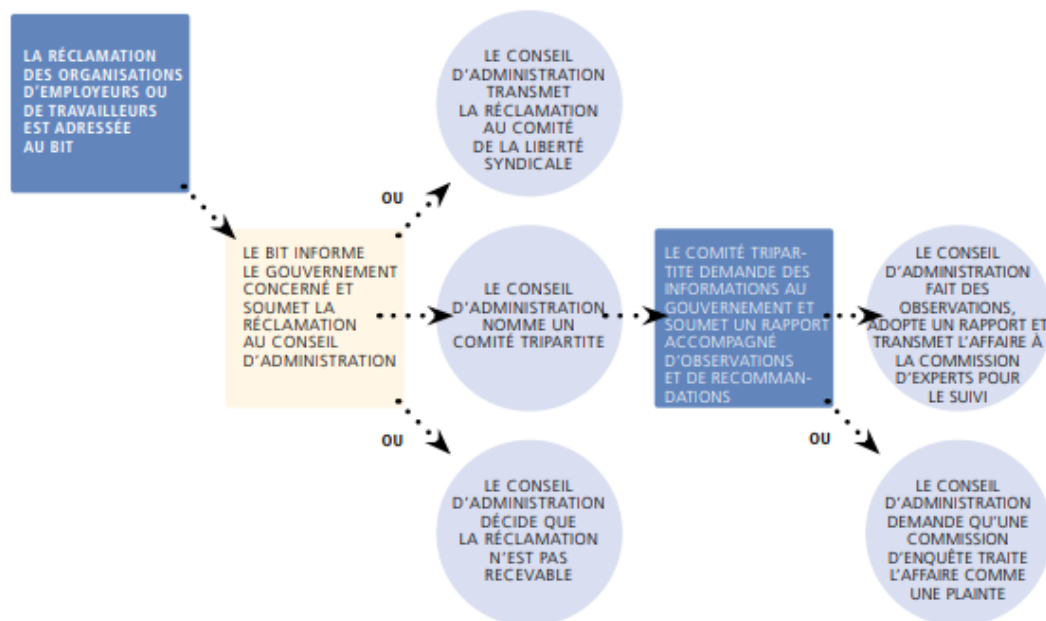 LA RÉCLAMATION
DES ORGANISATIONS
D'EMPLOYEURS OU
DE TRAVAILLEURS
EST ADRESSÉE
AU BIT
LE CONSEIL
D'ADMINISTRATION
TRANSMET
LA RÉCLAMATION
AU COMITÉ
DE LA LIBERTÉ
SYNDICALE
OU
LE BIT INFORME
LE GOUVERNEMENT
CONCERNÉ ET
SOUMET LA
RÉCLAMATION
AU CONSEIL
D'ADMINISTRATION
LE CONSEIL
D'ADMINISTRATION
NOMME UN
COMITÉ TRIPARTITE
LE COMITÉ TRIPAR-
TITE DEMANDE DES
INFORMATIONS AU
GOUVERNEMENT ET
SOUMET UN RAPPORT
ACCOMPAGNÉ
D'OBSERVATIONS
ET DE RECOMMAN-
DATIONS
LE CONSEIL
D'ADMINISTRATION
FAIT DES
OBSERVATIONS,
ADOPTE UN RAPPORT ET
TRANSMET L'AFFAIRE À
LA COMMISSION
D'EXPERTS POUR
LE SUIVI
OU
LE CONSEIL
D'ADMINISTRATION
DÉCIDE QUE
LA RÉCLAMATION
N'EST PAS
RECEVABLE
OU
LE CONSEIL
D'ADMINISTRATION
DEMANDE QU'UNE
COMMISSION
D'ENQUÊTE TRAITE
L'AFFAIRE COMME
UNE PLAINTE